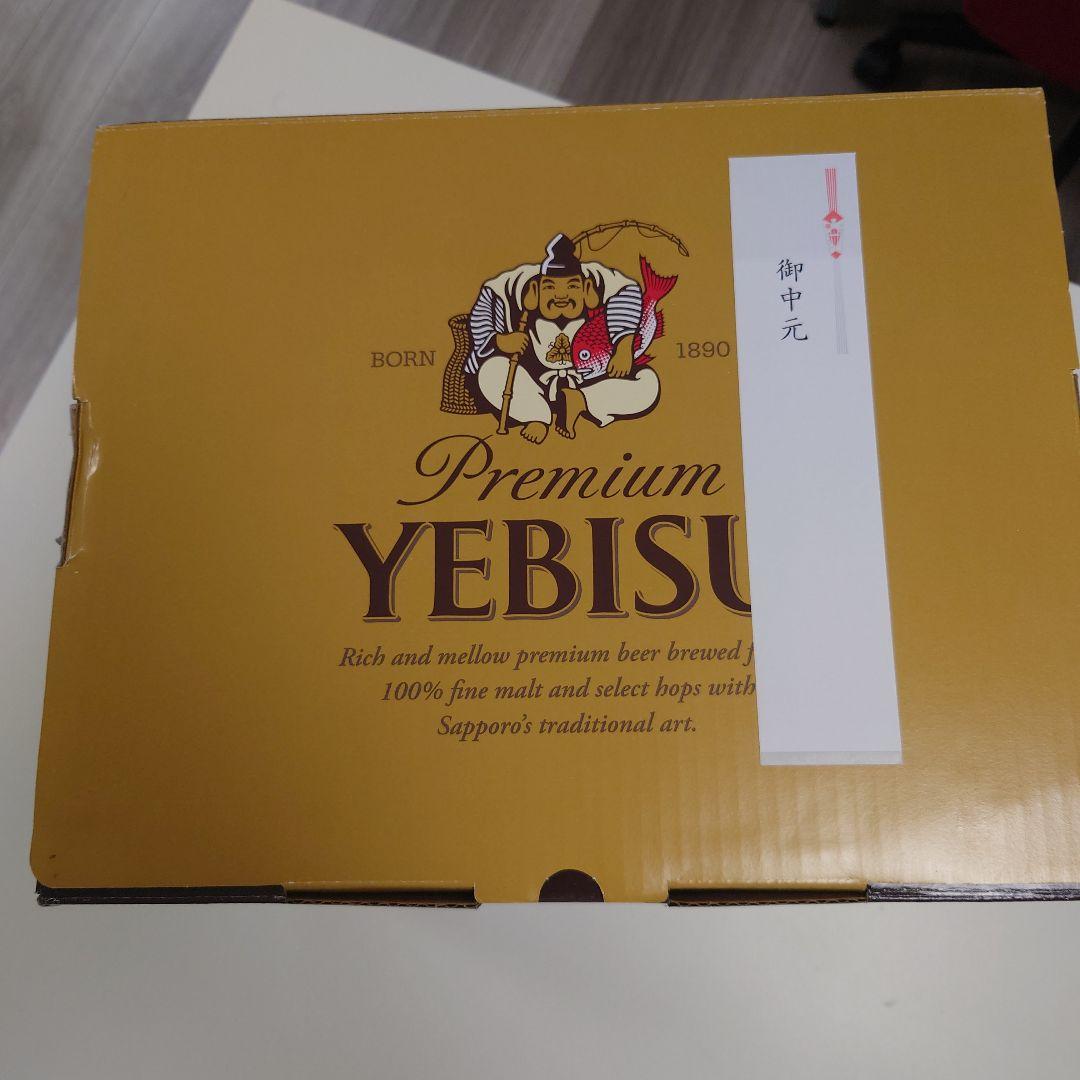 BORN 1890
Premium
YEBISU
Rich and mellow premium beer brewed
100% fine malt and select hops with
Sapporo's traditional art.
御中元